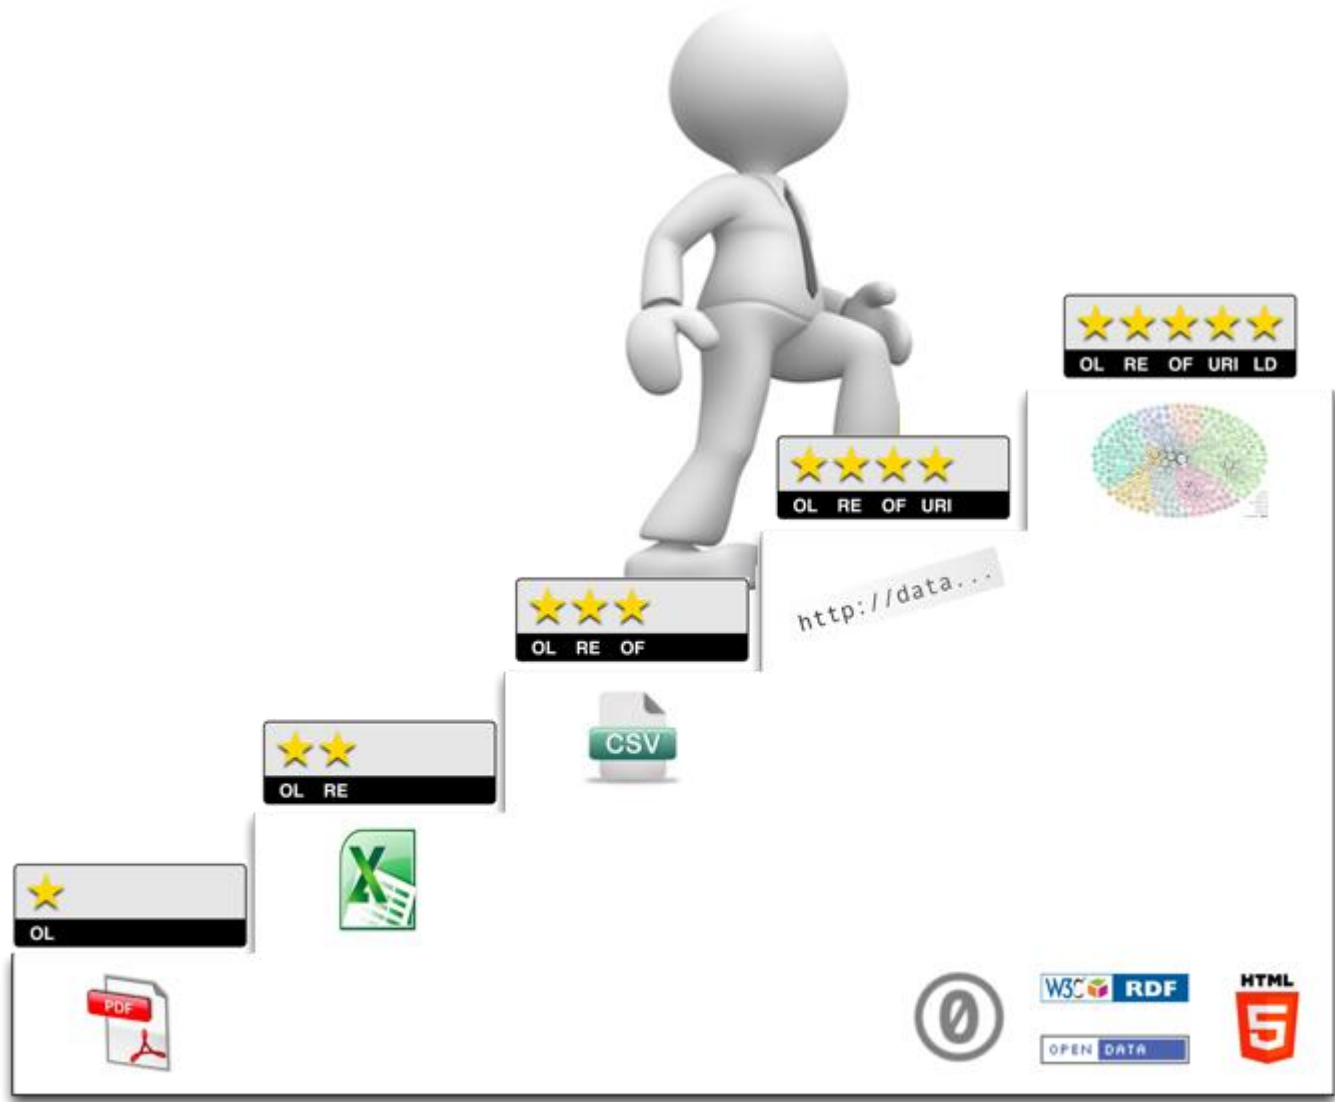 OL RE OF URI LD
OL RE OF URI
http://data...
OL RE OF
CSV
OL RE
X
OL
PDF
0
W3C RDF
OPEN DATA
HTML
5